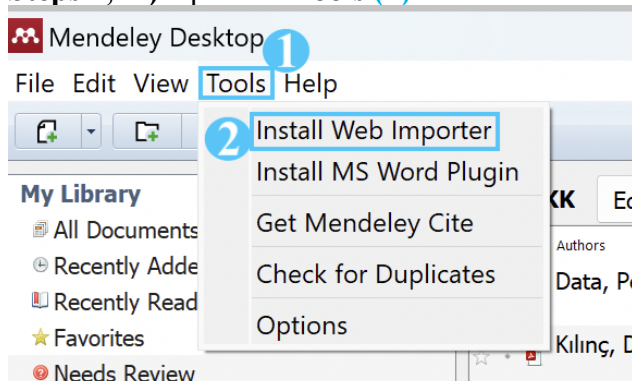 Mendeley Desktop
1
File Edit View Tools Help
2
Install Web Importer
Install MS Word Plugin
Get Mendeley Cite
Check for Duplicates
Options
My Library
All Documents
Recently Adde
Recently Read
Favorites
Needs Review
KK Ed
Authors
Data, Pe
Kılınç, D